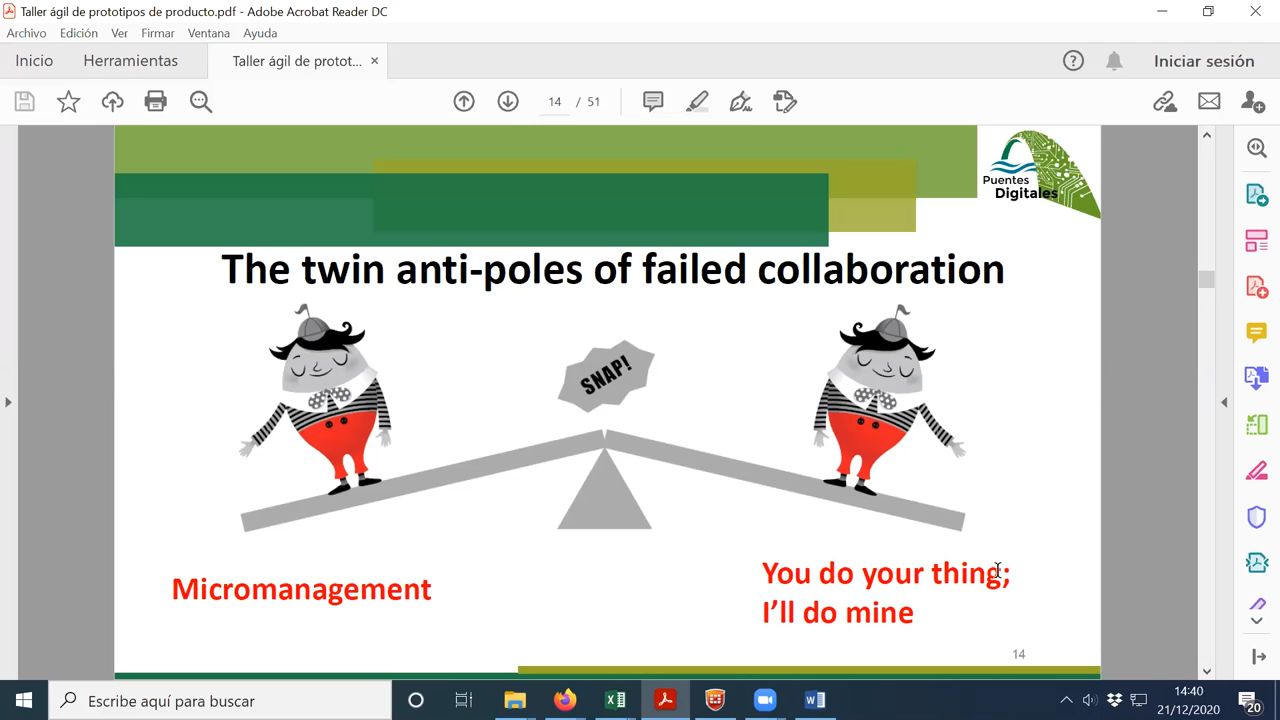 Taller ágil de prototipos de producto.pdf - Adobe Acrobat Reader DC
Archivo Edición Ver Firmar Ventana Ayuda
Inicio Herramientas Taller ágil de protot... Iniciar sesión
14 / 51
Puentes
Digitales
The twin anti-poles of failed collaboration
SNAP!
Micromanagement
You do your thing;
I’ll do mine
14
Escribe aquí para buscar
14:40
21/12/2020
20